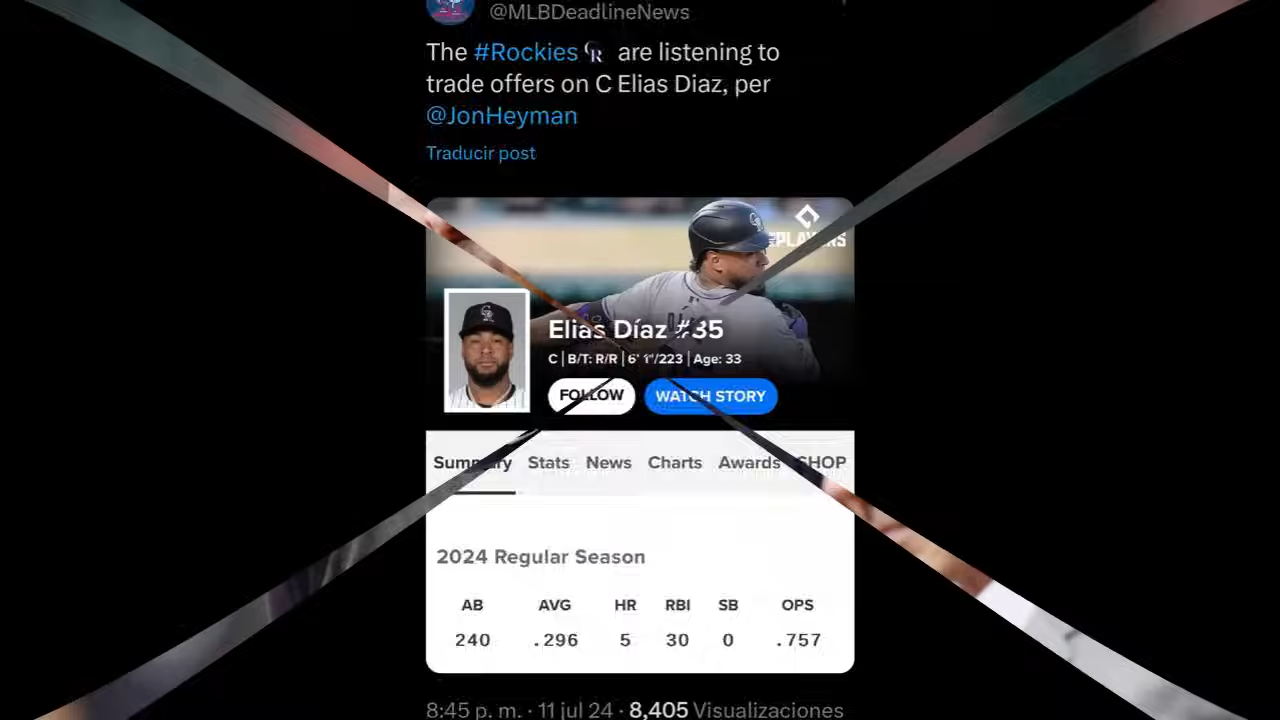 @MLBDeadlineNews
The #Rockies CR are listening to
trade offers on C Elias Diaz, per
@JonHeyman
Traducir post
PLAYERS
Elias Díaz #35
C | B/T: R/R | 6' 1"/223 | Age: 33
FOLLOW WATCH STORY
Summary Stats News Charts Awards SHOP
2024 Regular Season
AB AVG HR RBI SB OPS
240 .296 5 30 0 .757
8:45 p. m. · 11 jul 24 · 8,405 Visualizaciones